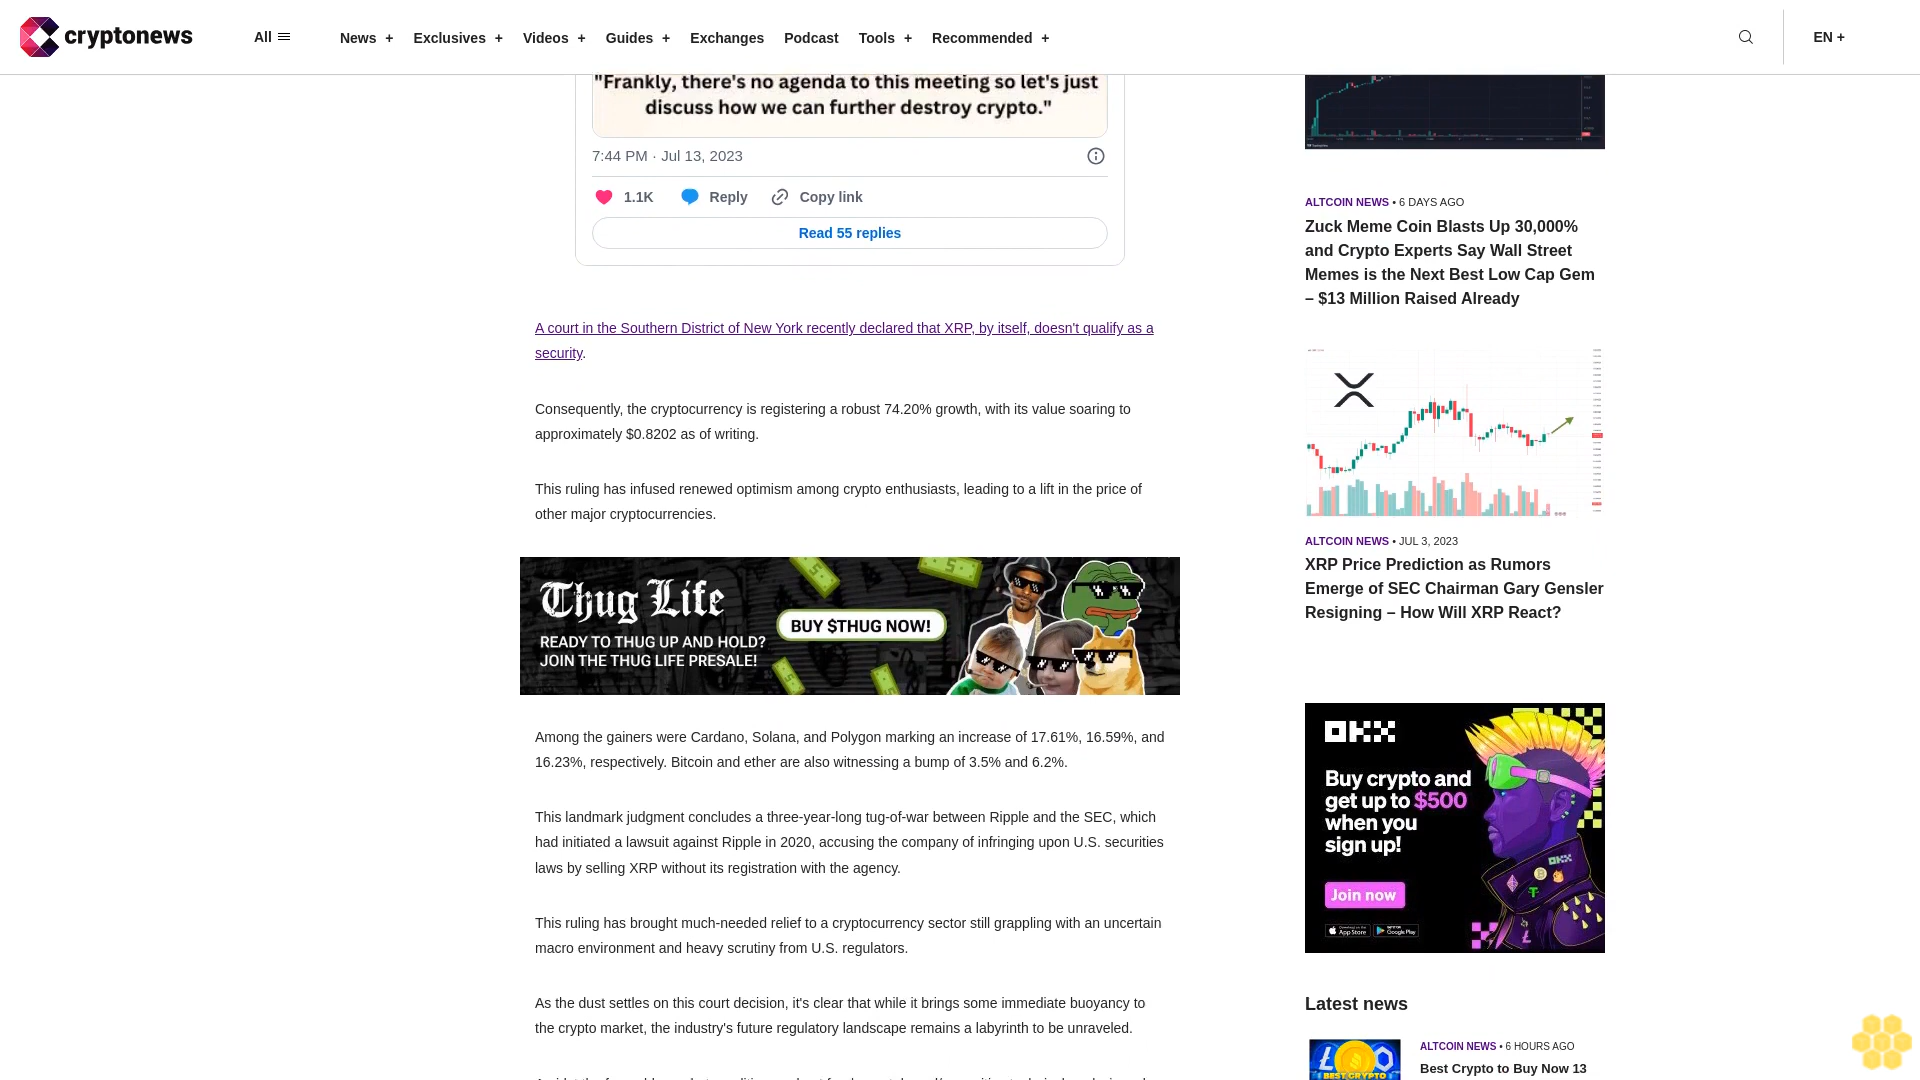 cryptonews
All
News +
Exclusives +
Videos +
Guides +
Exchanges
Podcast
Tools +
Recommended +
EN +
"Frankly, there's no agenda to this meeting so let's just
discuss how we can further destroy crypto."
7:44 PM · Jul 13, 2023
1.1K
Reply
Copy link
Read 55 replies
A court in the Southern District of New York recently declared that XRP, by itself, doesn't qualify as a
security.
Consequently, the cryptocurrency is registering a robust 74.20% growth, with its value soaring to
approximately $0.8202 as of writing.
This ruling has infused renewed optimism among crypto enthusiasts, leading to a lift in the price of
other major cryptocurrencies.
Thug Life
READY TO THUG UP AND HOLD?
JOIN THE THUG LIFE PRESALE!
BUY $THUG NOW!
Among the gainers were Cardano, Solana, and Polygon marking an increase of 17.61%, 16.59%, and
16.23%, respectively. Bitcoin and ether are also witnessing a bump of 3.5% and 6.2%.
This landmark judgment concludes a three-year-long tug-of-war between Ripple and the SEC, which
had initiated a lawsuit against Ripple in 2020, accusing the company of infringing upon U.S. securities
laws by selling XRP without its registration with the agency.
This ruling has brought much-needed relief to a cryptocurrency sector still grappling with an uncertain
macro environment and heavy scrutiny from U.S. regulators.
As the dust settles on this court decision, it's clear that while it brings some immediate buoyancy to
the crypto market, the industry's future regulatory landscape remains a labyrinth to be unraveled.
ALTCOIN NEWS • 6 DAYS AGO
Zuck Meme Coin Blasts Up 30,000%
and Crypto Experts Say Wall Street
Memes is the Next Best Low Cap Gem
– $13 Million Raised Already
ALTCOIN NEWS • JUL 3, 2023
XRP Price Prediction as Rumors
Emerge of SEC Chairman Gary Gensler
Resigning – How Will XRP React?
OKX
Buy crypto and
get up to $500
when you
sign up!
Join now
Download on the
App Store
GET IT ON
Google Play
OKX
Latest news
BEST CRYPTO
ALTCOIN NEWS • 6 HOURS AGO
Best Crypto to Buy Now 13